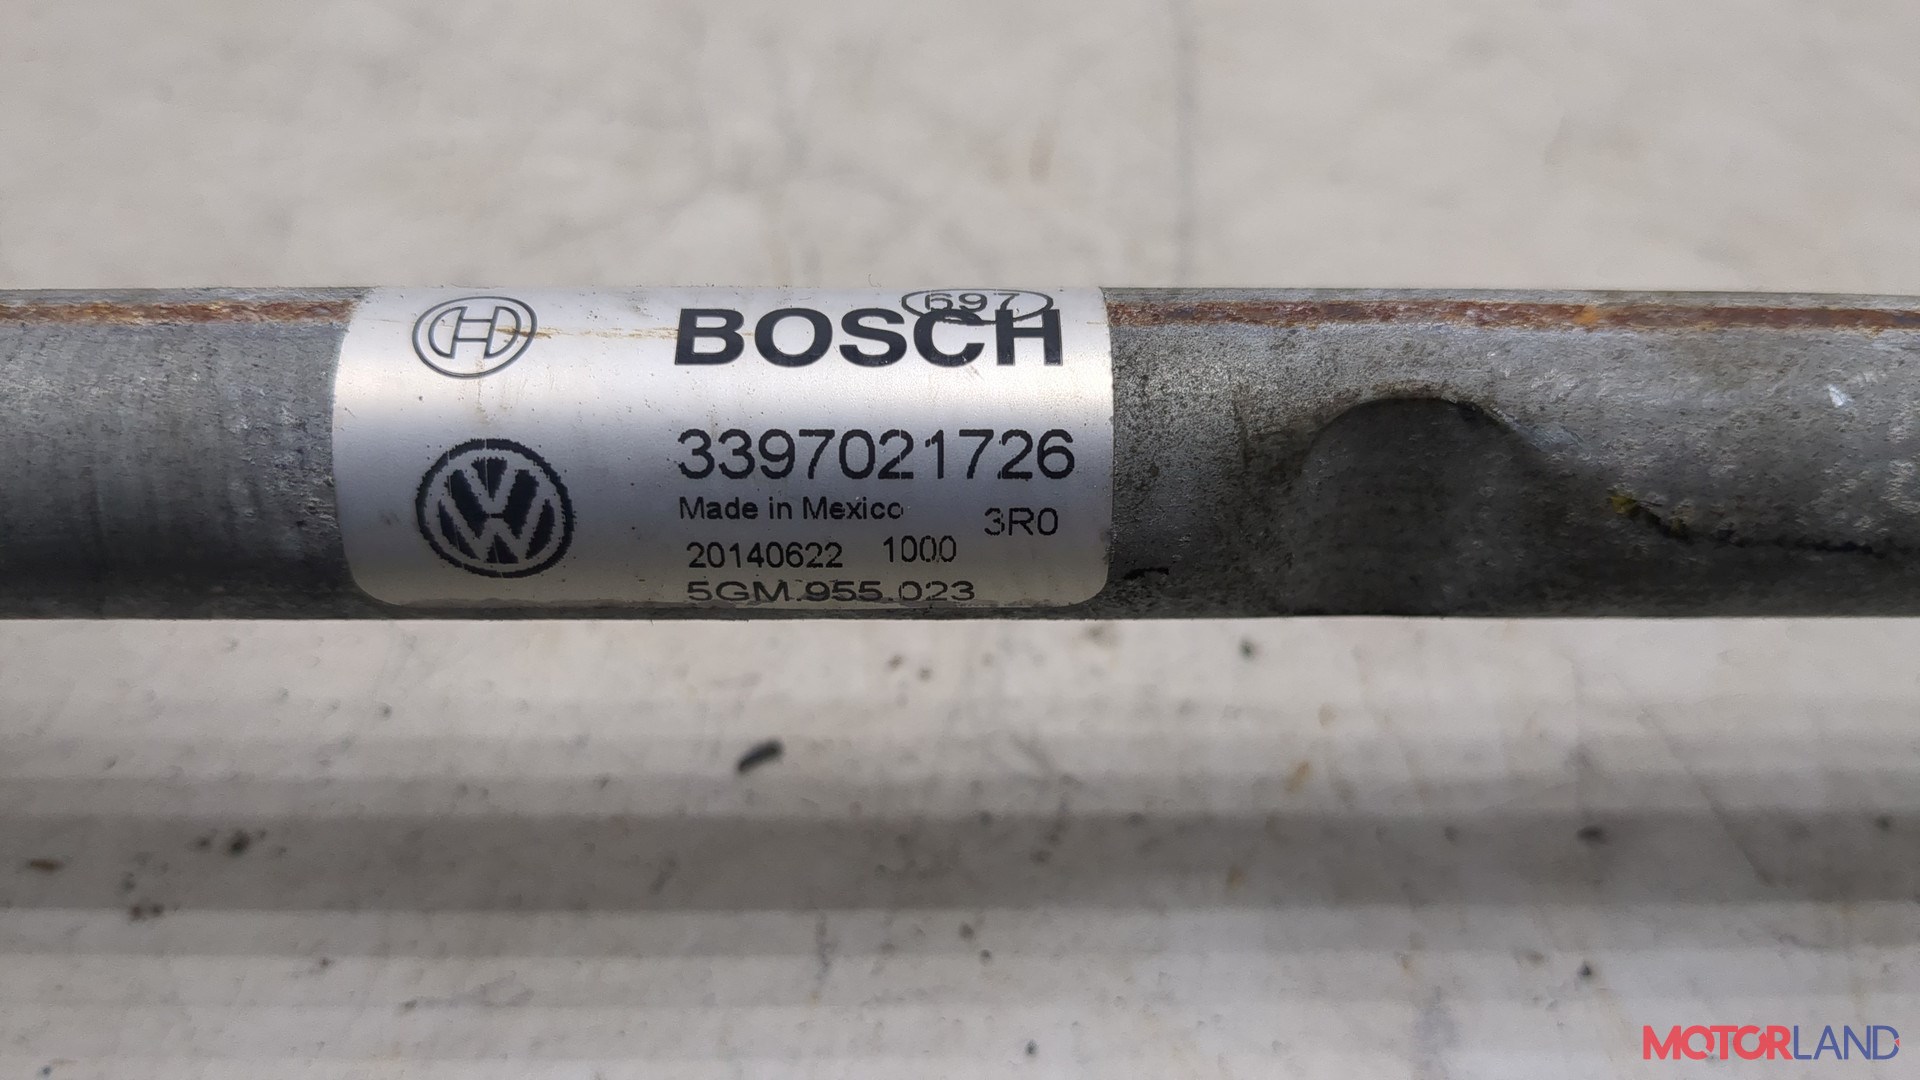 697
BOSCH
3397021726
Made in Mexico
3R0
20140622 1000
5GM.955.023
MOTORLAND